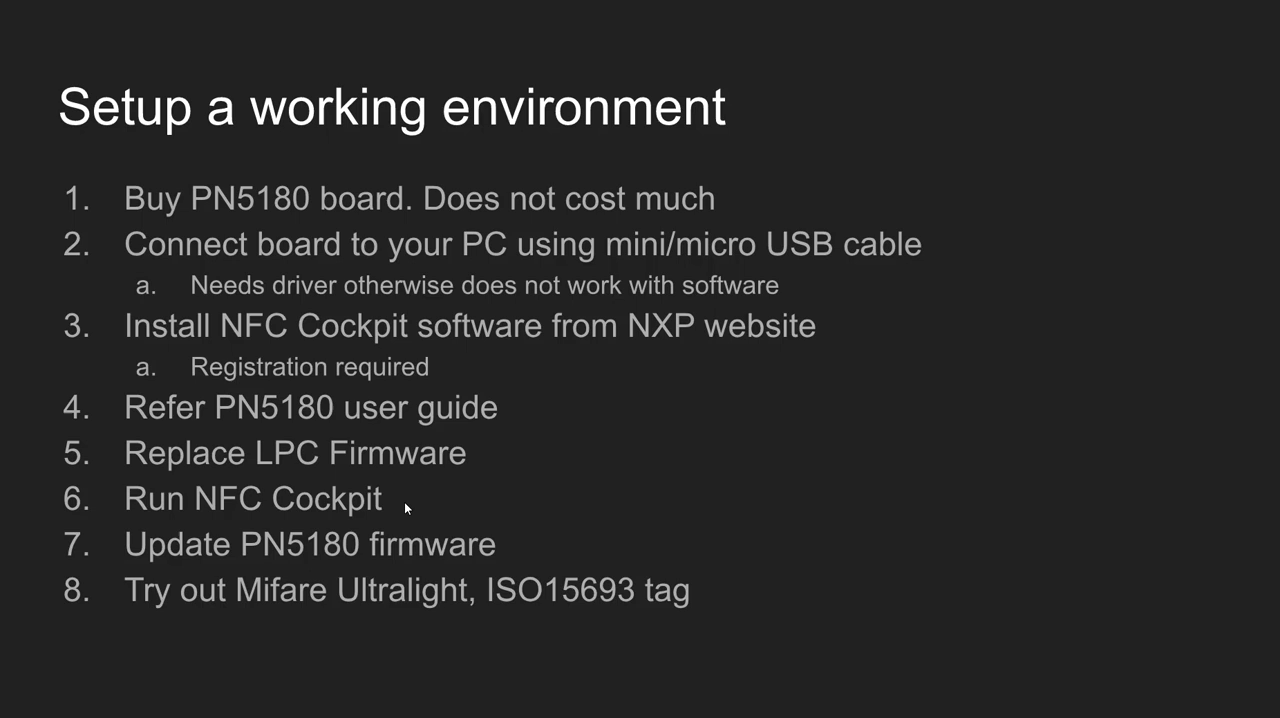 Setup a working environment
1. Buy PN5180 board. Does not cost much
2. Connect board to your PC using mini/micro USB cable
a. Needs driver otherwise does not work with software
3. Install NFC Cockpit software from NXP website
a. Registration required
4. Refer PN5180 user guide
5. Replace LPC Firmware
6. Run NFC Cockpit
7. Update PN5180 firmware
8. Try out Mifare Ultralight, ISO15693 tag